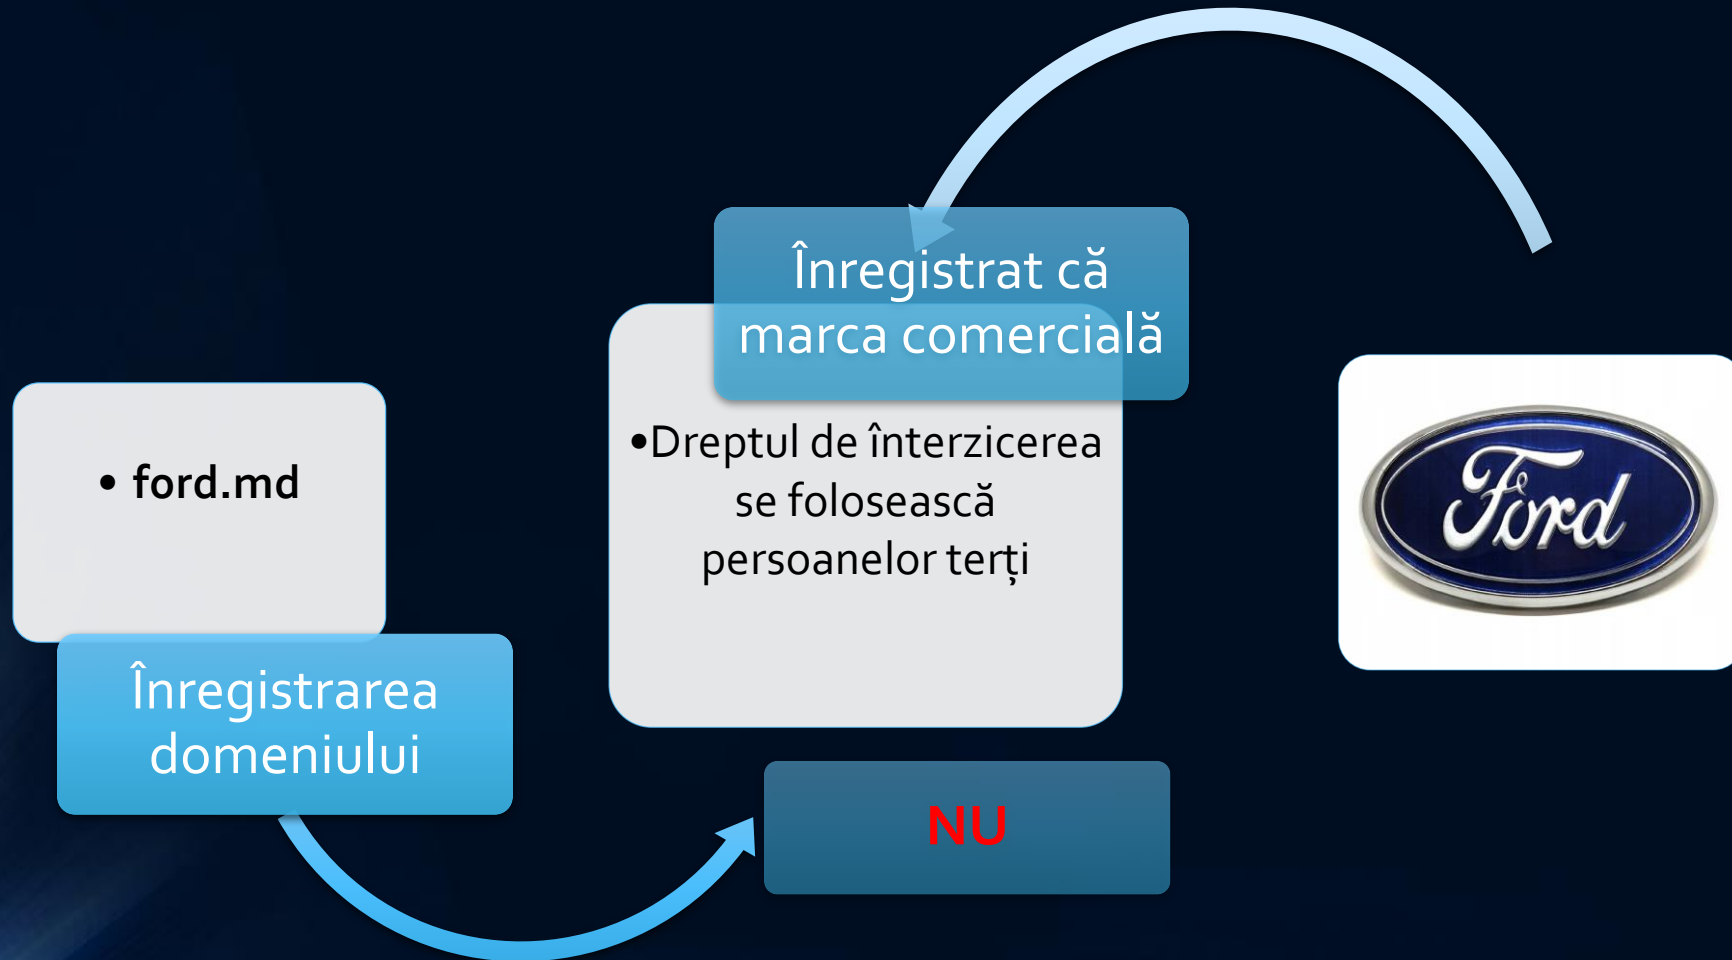 • ford.md
Înregistrarea
domeniului
Înregistrat că
marca comercială
•Dreptul de înterzicerea
se folosească
persoanelor terți
NU
Ford